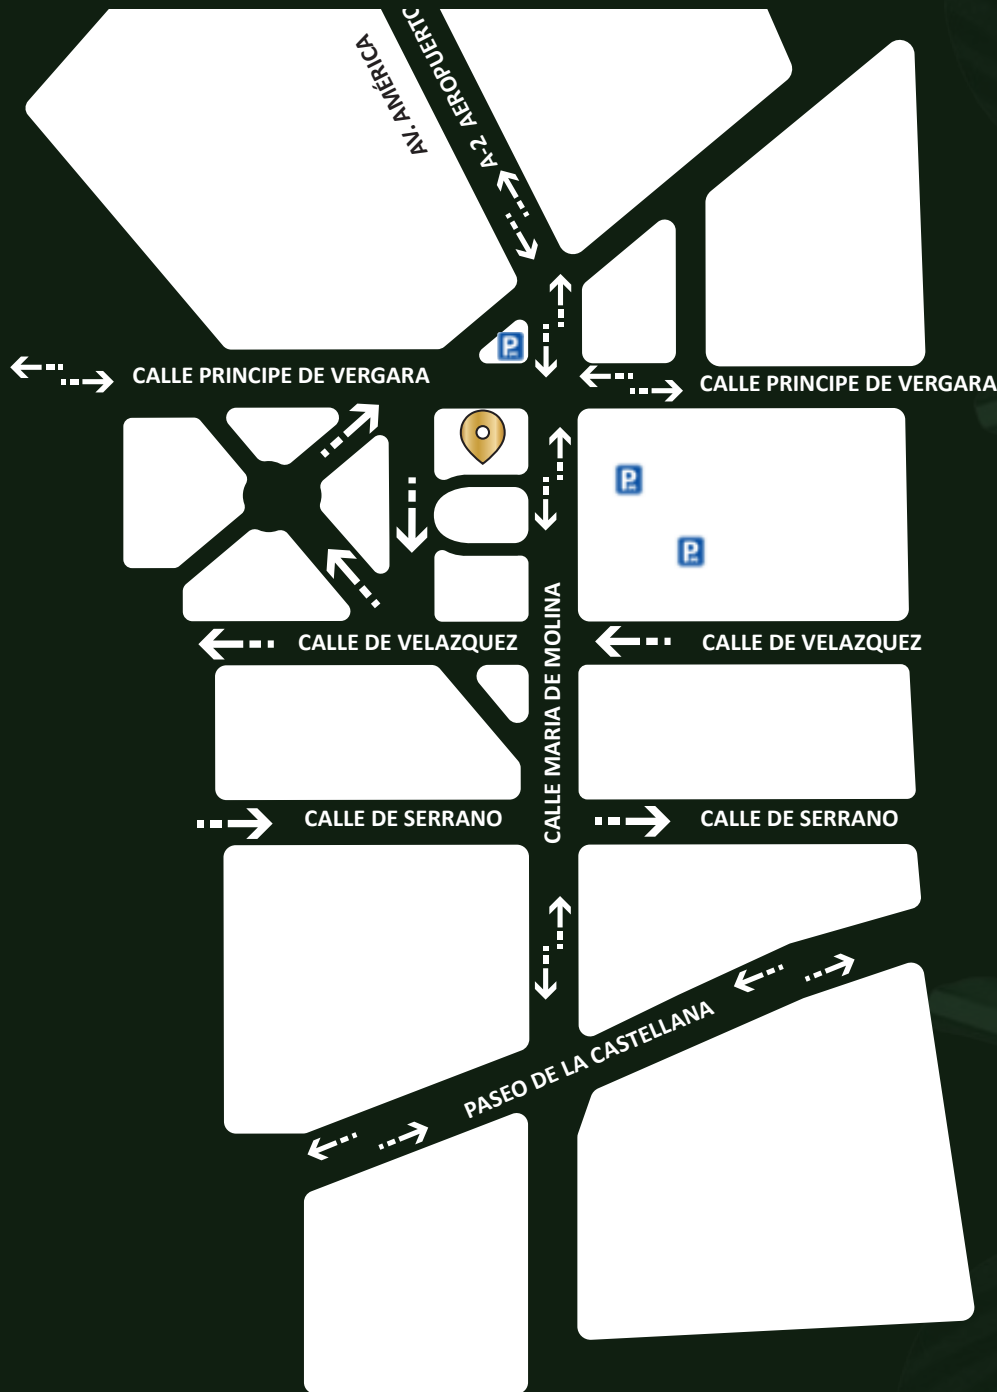 AV. AMÉRICA
A-2 AEROPUERTO
P
CALLE PRINCIPE DE VERGARA
CALLE PRINCIPE DE VERGARA
P
P
CALLE DE VELAZQUEZ
CALLE DE VELAZQUEZ
CALLE MARIA DE MOLINA
CALLE DE SERRANO
CALLE DE SERRANO
PASEO DE LA CASTELLANA